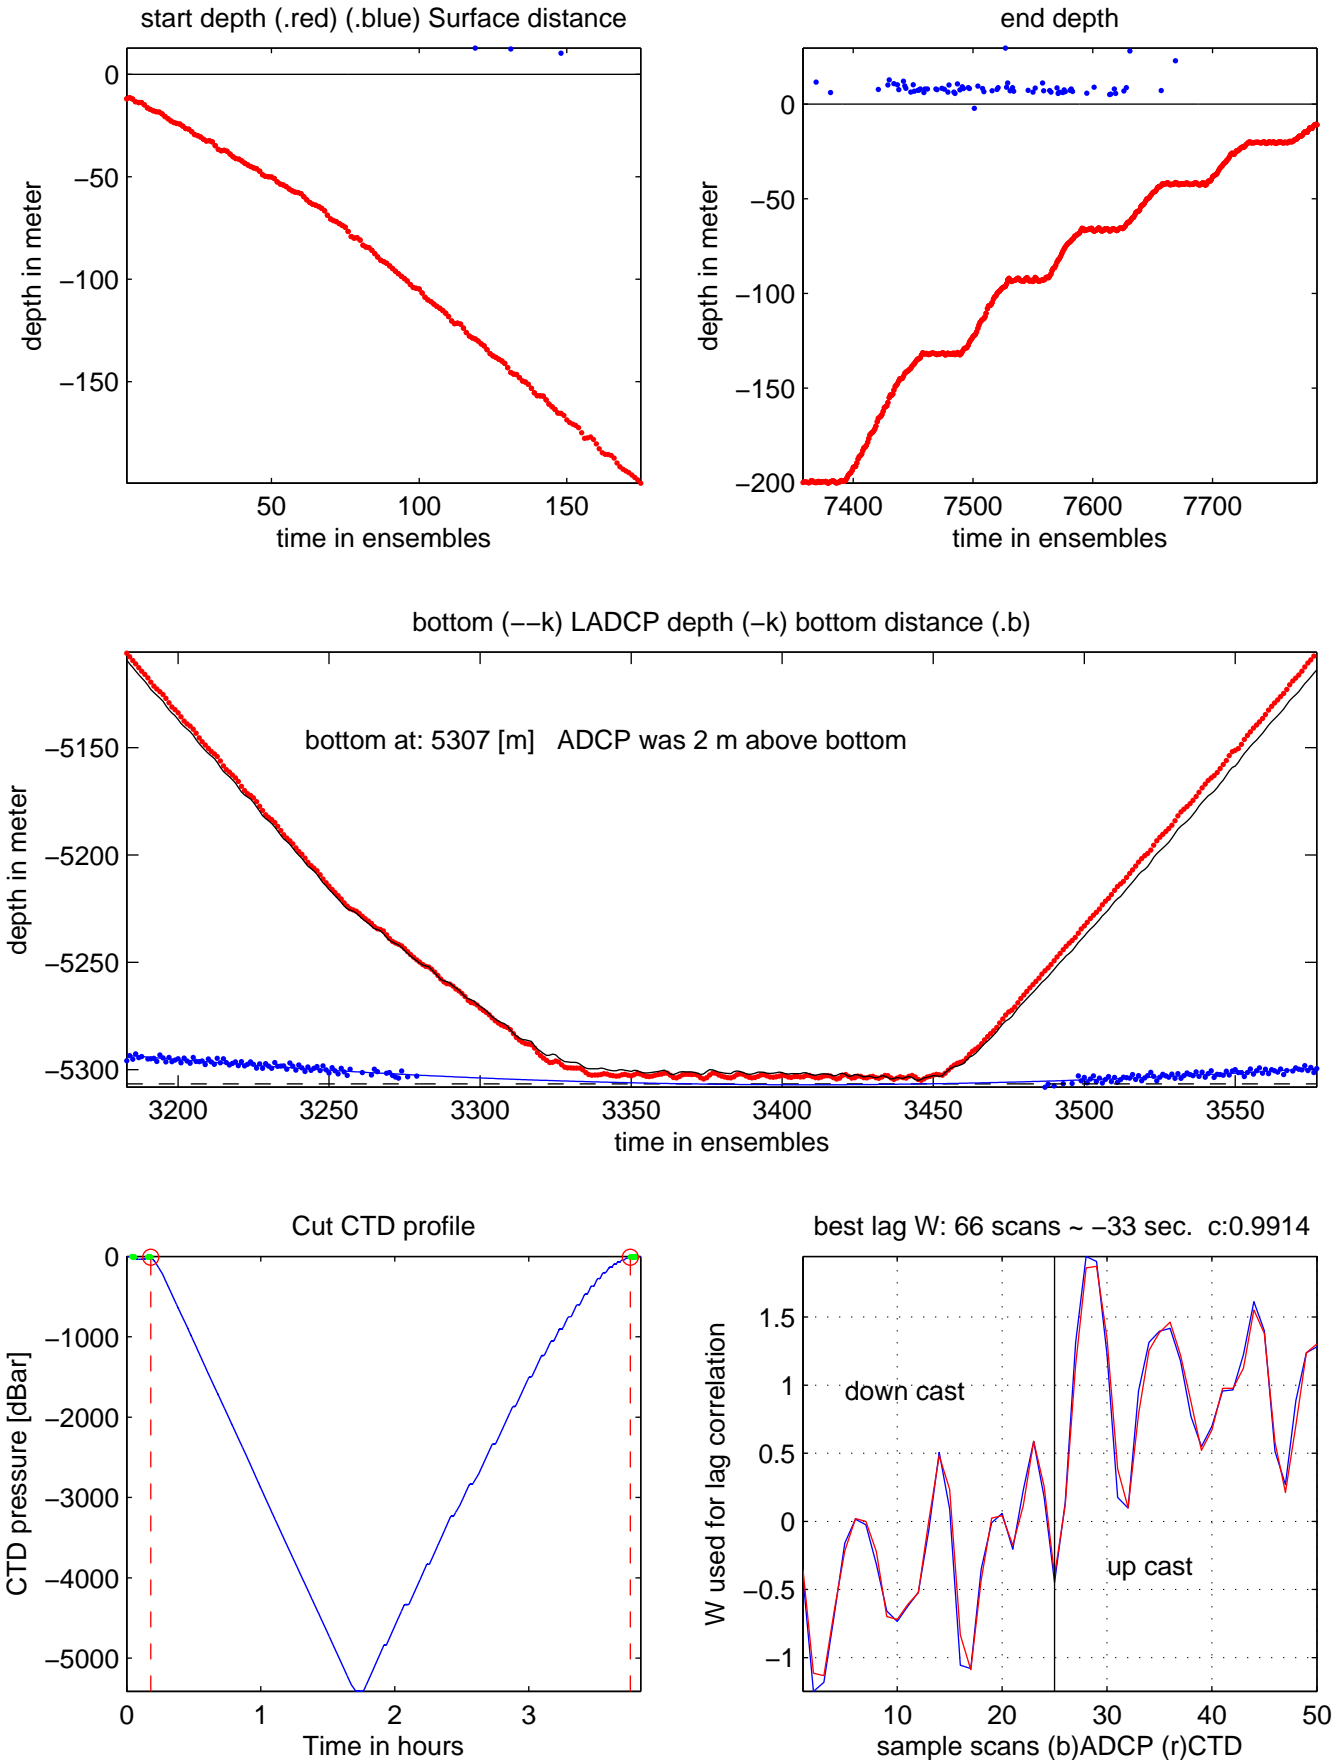 start depth (.red) (.blue) Surface distance
0
−50
−100
−150
depth in meter
50 100 150
time in ensembles
end depth
0
−50
−100
−150
−200
depth in meter
7400 7500 7600 7700
time in ensembles
bottom (−−k) LADCP depth (−k) bottom distance (.b)
bottom at: 5307 [m] ADCP was 2 m above bottom
−5150
−5200
−5250
−5300
depth in meter
3200 3250 3300 3350 3400 3450 3500 3550
time in ensembles
Cut CTD profile
0
−1000
−2000
−3000
−4000
−5000
CTD pressure [dBar]
0 1 2 3
Time in hours
best lag W: 66 scans ~ −33 sec. c:0.9914
1.5
1
0.5
0
−0.5
−1
W used for lag correlation
down cast
up cast
10 20 30 40 50
sample scans (b)ADCP (r)CTD